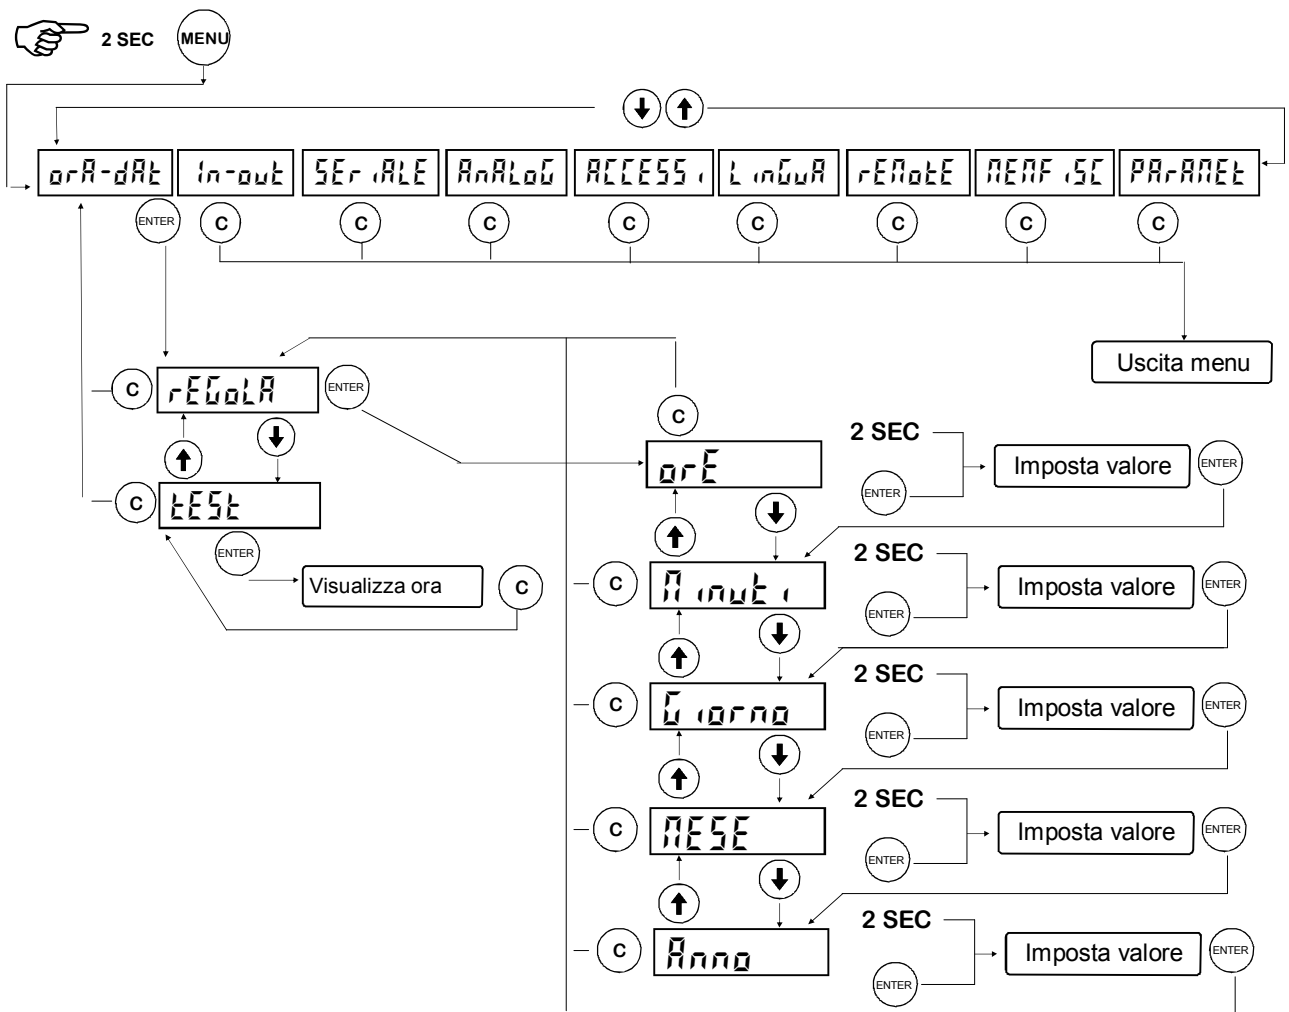 2 SEC MENU
orA-dAt In-out SEriALE AnALoG ACCESSi LinGuA rEMotE MEMFiSC PArAMEt
ENTER C C C C C C C C
Uscita menu
C rEGoLA ENTER
C
2 SEC
orE ENTER Imposta valore ENTER
C tESt
ENTER
Visualizza ora C
2 SEC
C Minuti ENTER Imposta valore ENTER
2 SEC
C Giorno ENTER Imposta valore ENTER
2 SEC
C MESE ENTER Imposta valore ENTER
2 SEC
C Anno ENTER Imposta valore ENTER